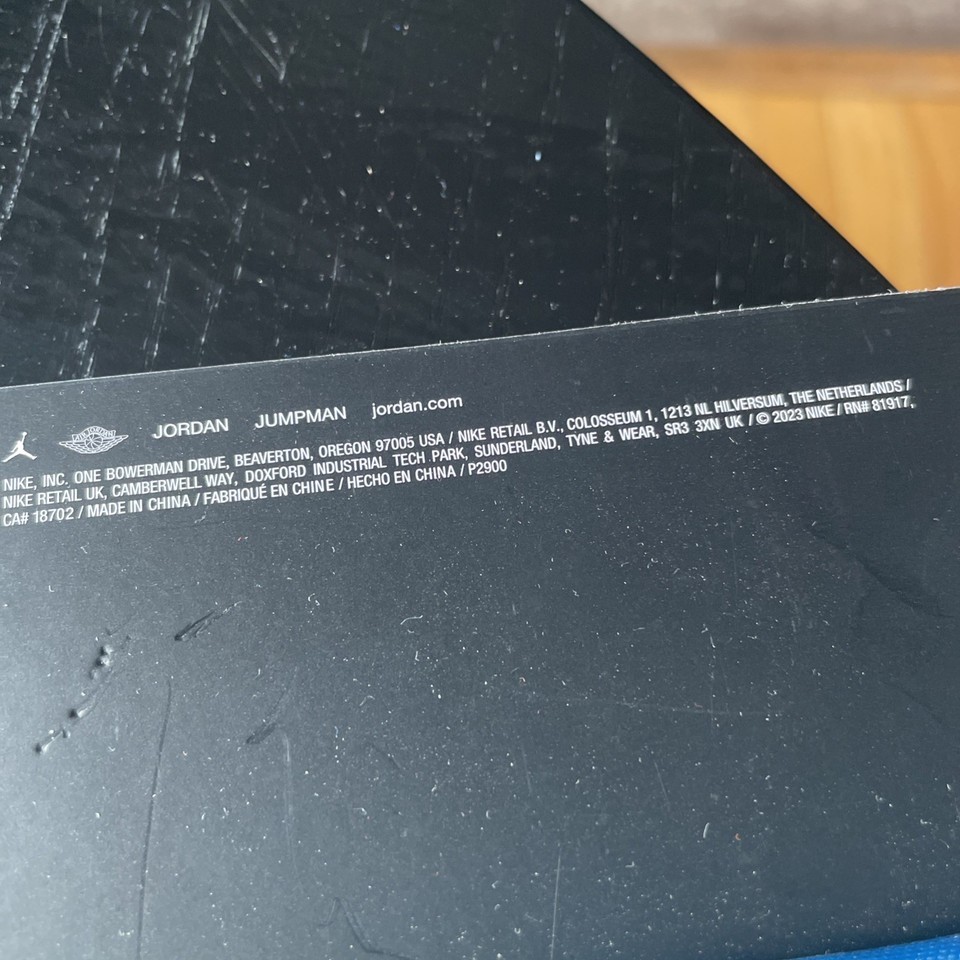 JORDAN JUMPMAN jordan.com
NIKE, INC. ONE BOWERMAN DRIVE, BEAVERTON, OREGON 97005 USA / NIKE RETAIL B.V., COLOSSEUM 1, 1213 NL HILVERSUM, THE NETHERLANDS /
NIKE RETAIL UK, CAMBERWELL WAY, DOXFORD INDUSTRIAL TECH PARK, SUNDERLAND, TYNE & WEAR, SR3 3XN UK / © 2023 NIKE / RN# 81917,
CA# 18702 / MADE IN CHINA / FABRIQUÉ EN CHINE / HECHO EN CHINA / P2900